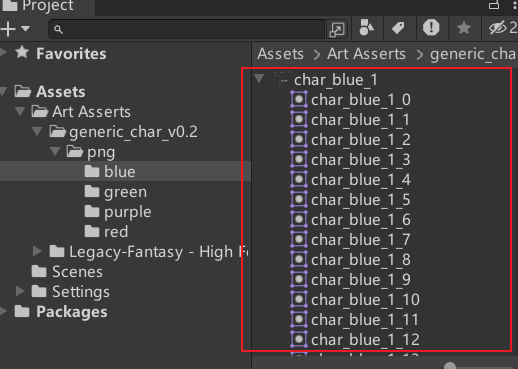 Project
2
Favorites
Assets
Art Asserts
generic_char_v0.2
png
blue
green
purple
red
Legacy-Fantasy - High F
Scenes
Settings
Packages
Assets > Art Asserts > generic_cha
char_blue_1
char_blue_1_0
char_blue_1_1
char_blue_1_2
char_blue_1_3
char_blue_1_4
char_blue_1_5
char_blue_1_6
char_blue_1_7
char_blue_1_8
char_blue_1_9
char_blue_1_10
char_blue_1_11
char_blue_1_12